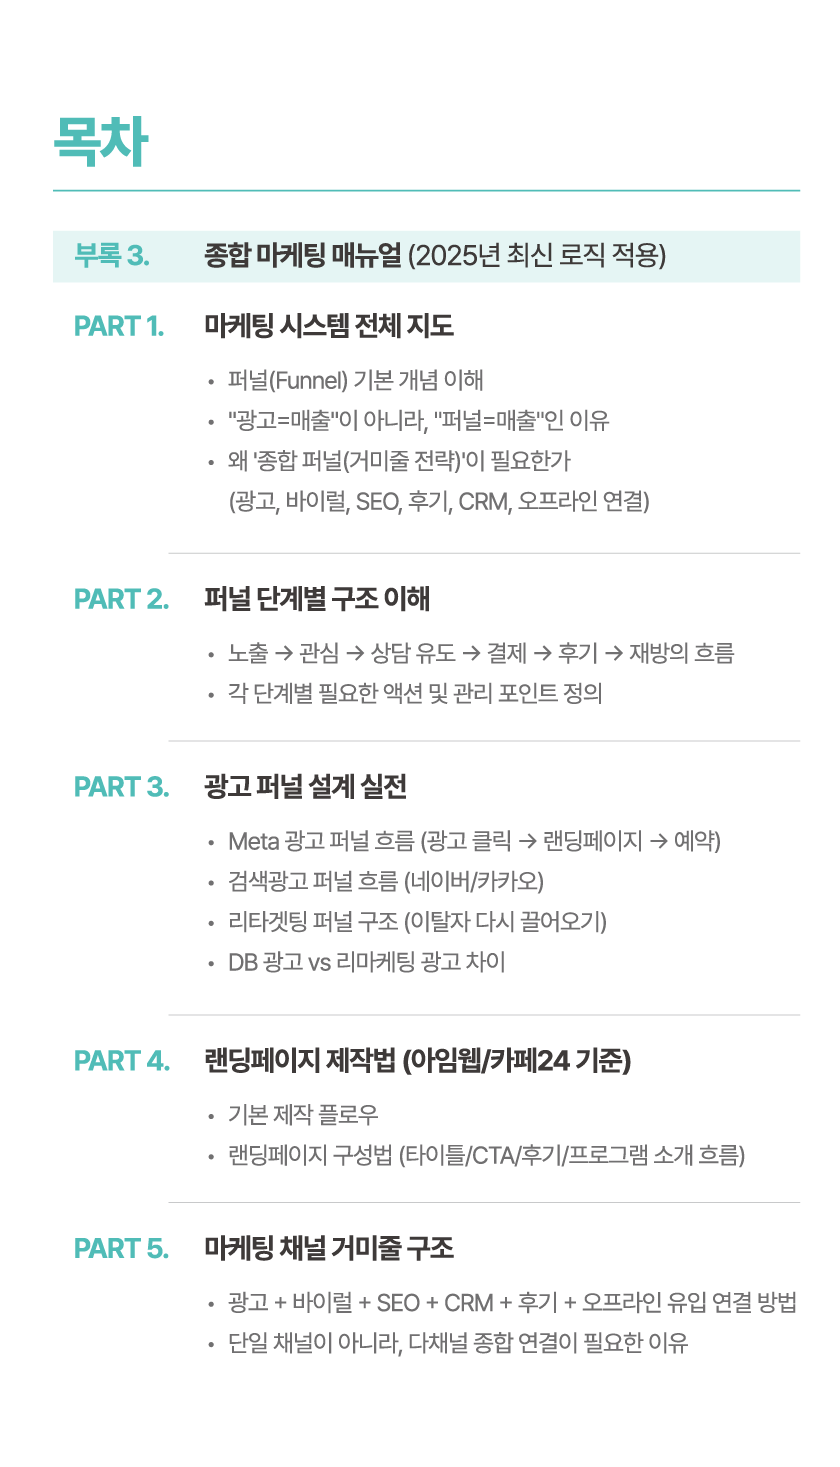 목차
부록 3. 종합 마케팅 매뉴얼 (2025년 최신 로직 적용)
PART 1. 마케팅 시스템 전체 지도
• 퍼널(Funnel) 기본 개념 이해
• "광고=매출"이 아니라, "퍼널=매출"인 이유
• 왜 '종합 퍼널(거미줄 전략)'이 필요한가
(광고, 바이럴, SEO, 후기, CRM, 오프라인 연결)
PART 2. 퍼널 단계별 구조 이해
• 노출 → 관심 → 상담 유도 → 결제 → 후기 → 재방의 흐름
• 각 단계별 필요한 액션 및 관리 포인트 정의
PART 3. 광고 퍼널 설계 실전
• Meta 광고 퍼널 흐름 (광고 클릭 → 랜딩페이지 → 예약)
• 검색광고 퍼널 흐름 (네이버/카카오)
• 리타겟팅 퍼널 구조 (이탈자 다시 끌어오기)
• DB 광고 vs 리마케팅 광고 차이
PART 4. 랜딩페이지 제작법 (아임웹/카페24 기준)
• 기본 제작 플로우
• 랜딩페이지 구성법 (타이틀/CTA/후기/프로그램 소개 흐름)
PART 5. 마케팅 채널 거미줄 구조
• 광고 + 바이럴 + SEO + CRM + 후기 + 오프라인 유입 연결 방법
• 단일 채널이 아니라, 다채널 종합 연결이 필요한 이유